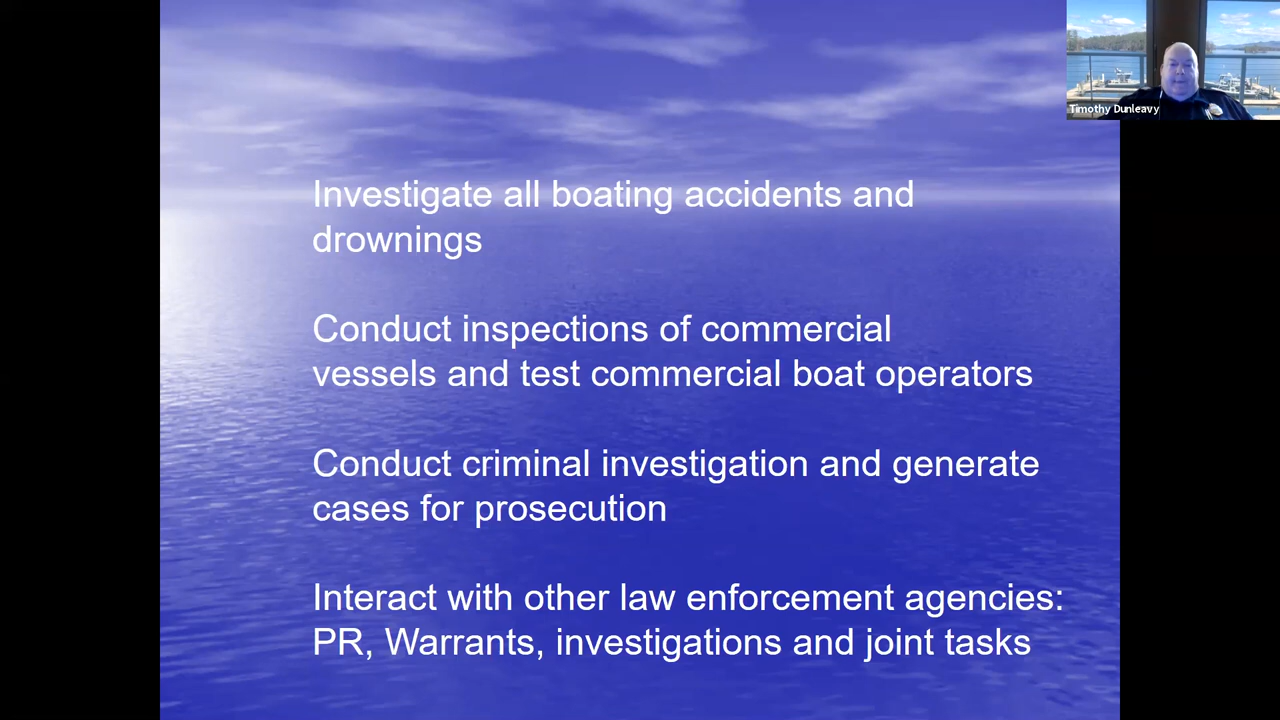 Timothy Dunleavy
Investigate all boating accidents and
drownings
Conduct inspections of commercial
vessels and test commercial boat operators
Conduct criminal investigation and generate
cases for prosecution
Interact with other law enforcement agencies:
PR, Warrants, investigations and joint tasks